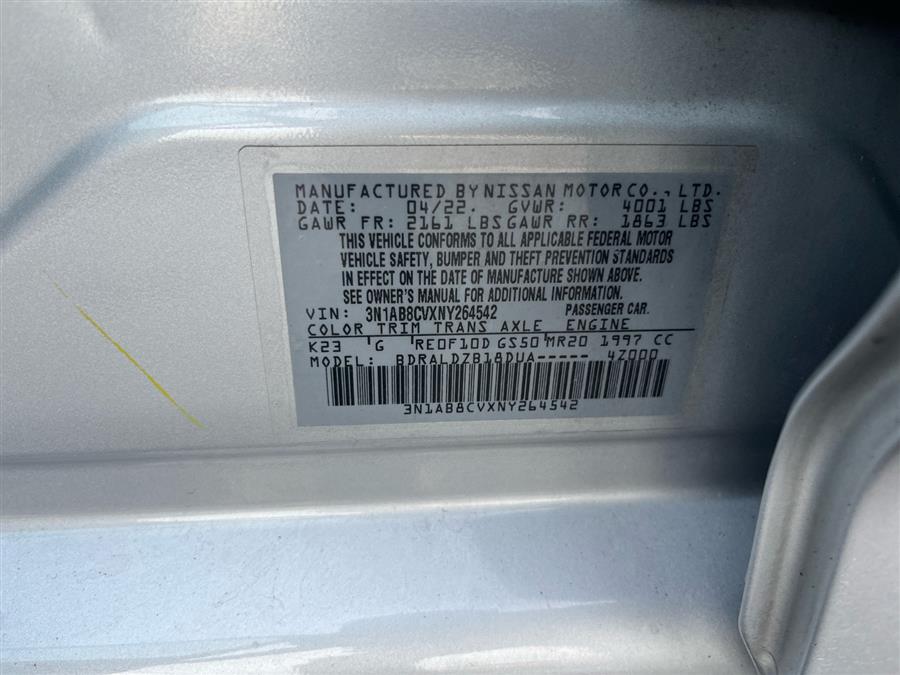 MANUFACTURED BY NISSAN MOTOR CO., LTD.
DATE: 04/22. GVWR: 4001 LBS
GAWR FR: 2161 LBS GAWR RR: 1863 LBS
THIS VEHICLE CONFORMS TO ALL APPLICABLE FEDERAL MOTOR
VEHICLE SAFETY, BUMPER AND THEFT PREVENTION STANDARDS
IN EFFECT ON THE DATE OF MANUFACTURE SHOWN ABOVE.
SEE OWNER'S MANUAL FOR ADDITIONAL INFORMATION.
VIN: 3N1AB8CVXNY264542 PASSENGER CAR.
COLOR TRIM TRANS AXLE ENGINE
K23 G RE0F10D GS50 MR20 1997 CC
MODEL: BDRALDZB18DUA----- 4Z000
3N1AB8CVXNY264542